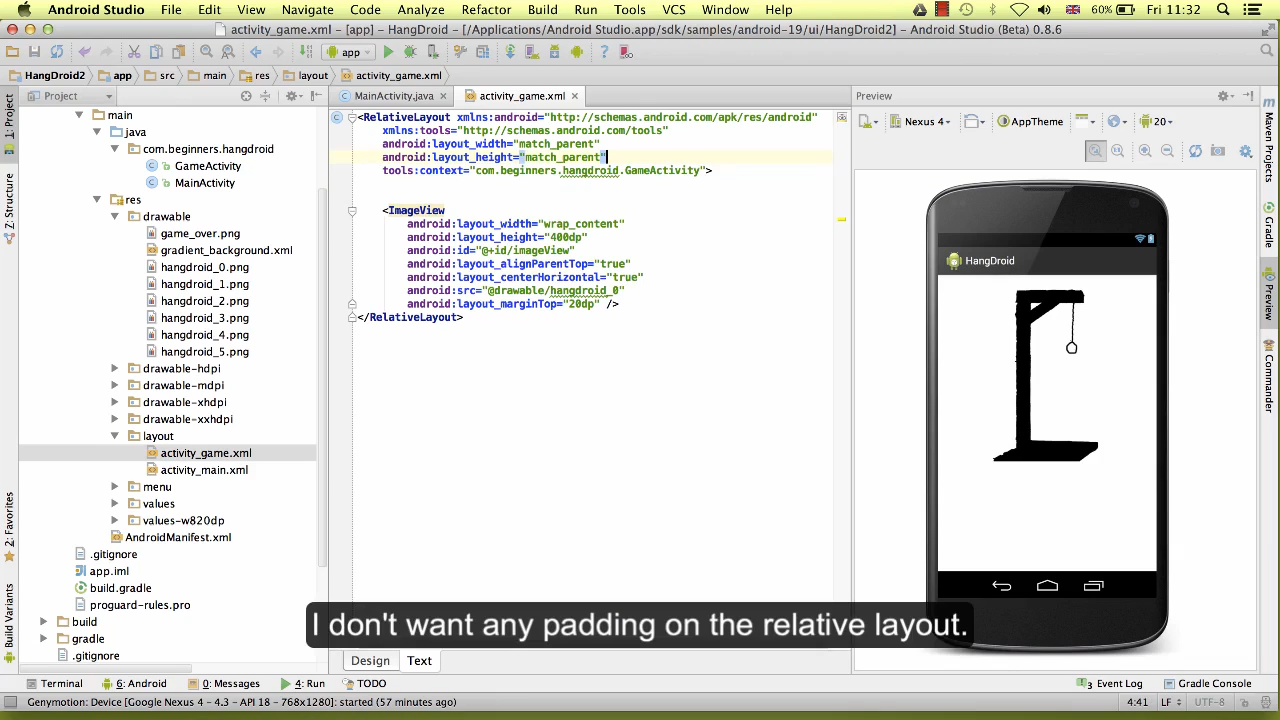 Android Studio File Edit View Navigate Code Analyze Refactor Build Run Tools VCS Window Help 60% Fri 11:32
activity_game.xml - [app] - HangDroid - [/Applications/Android Studio.app/sdk/samples/android-19/ui/HangDroid2] - Android Studio (Beta) 0.8.6
app
HangDroid2 app src main res layout activity_game.xml
Project
MainActivity.java activity_game.xml
Preview
1: Project
Z: Structure
2: Favorites
Build Variants
main
java
com.beginners.hangdroid
GameActivity
MainActivity
res
drawable
game_over.png
gradient_background.xml
hangdroid_0.png
hangdroid_1.png
hangdroid_2.png
hangdroid_3.png
hangdroid_4.png
hangdroid_5.png
drawable-hdpi
drawable-mdpi
drawable-xhdpi
drawable-xxhdpi
layout
activity_game.xml
activity_main.xml
menu
values
values-w820dp
AndroidManifest.xml
.gitignore
app.iml
build.gradle
proguard-rules.pro
build
gradle
.gitignore
<RelativeLayout xmlns:android="http://schemas.android.com/apk/res/android"
xmlns:tools="http://schemas.android.com/tools"
android:layout_width="match_parent"
android:layout_height="match_parent"
tools:context="com.beginners.hangdroid.GameActivity">
<ImageView
android:layout_width="wrap_content"
android:layout_height="400dp"
android:id="@+id/imageView"
android:layout_alignParentTop="true"
android:layout_centerHorizontal="true"
android:src="@drawable/hangdroid_0"
android:layout_marginTop="20dp" />
</RelativeLayout>
Nexus 4 AppTheme 20
HangDroid
Maven Projects
Gradle
Preview
Commander
I don't want any padding on the relative layout.
Design Text
Terminal 6: Android 0: Messages 4: Run TODO Event Log Gradle Console
Genymotion: Device [Google Nexus 4 - 4.3 - API 18 - 768x1280]: started (57 minutes ago) 4:41 LF UTF-8